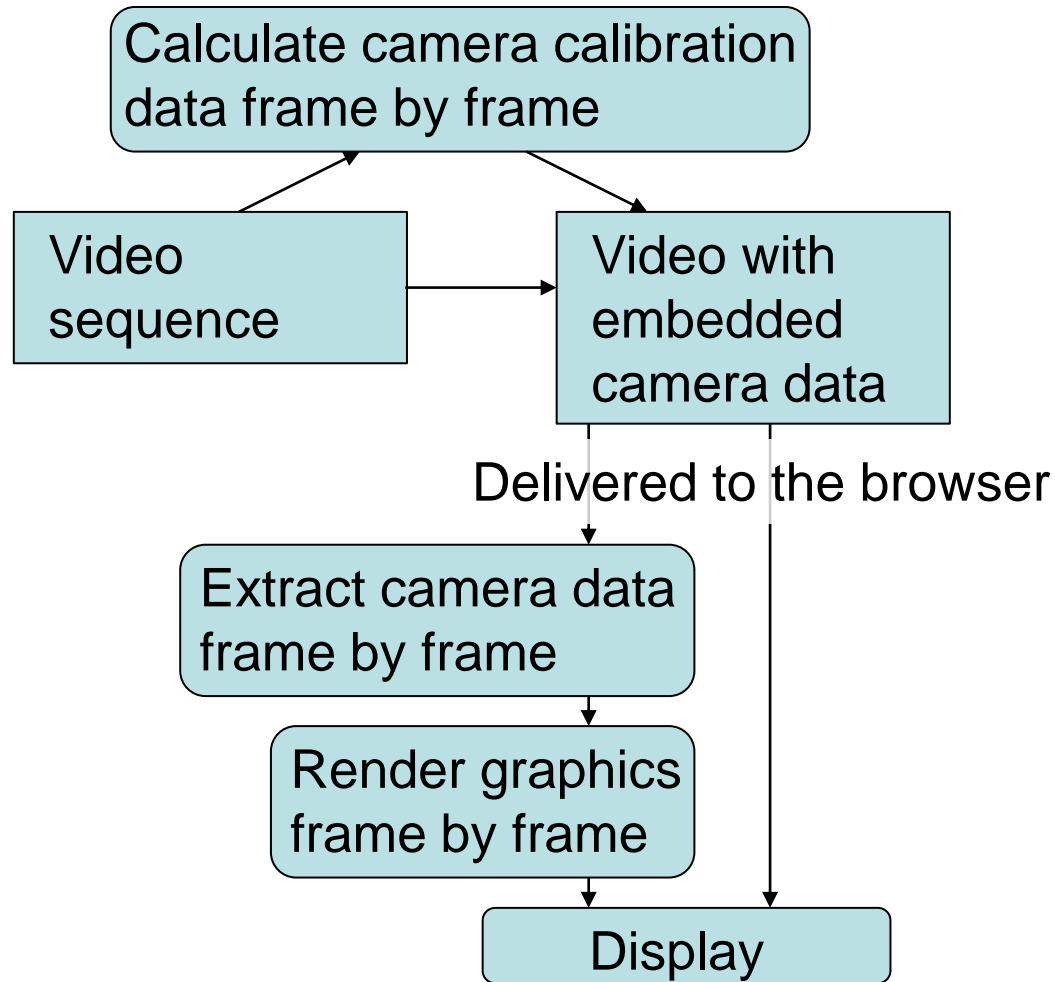 Calculate camera calibration
data frame by frame
Video
sequence
Video with
embedded
camera data
Delivered to the browser
Extract camera data
frame by frame
Render graphics
frame by frame
Display